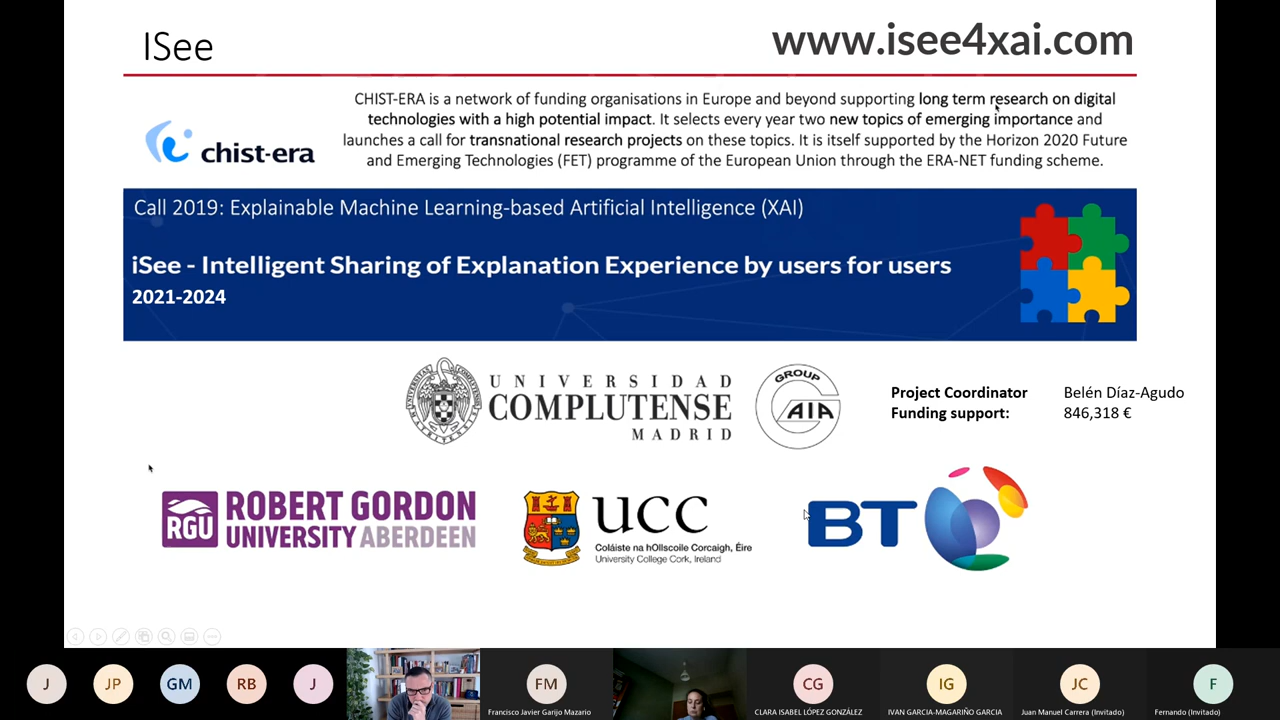 ISee
www.isee4xai.com
CHIST-ERA is a network of funding organisations in Europe and beyond supporting long term research on digital
technologies with a high potential impact. It selects every year two new topics of emerging importance and
launches a call for transnational research projects on these topics. It is itself supported by the Horizon 2020 Future
and Emerging Technologies (FET) programme of the European Union through the ERA-NET funding scheme.
chist-era
Call 2019: Explainable Machine Learning-based Artificial Intelligence (XAI)
iSee - Intelligent Sharing of Explanation Experience by users for users
2021-2024
UNIVERSIDAD
COMPLUTENSE
MADRID
GROUP
GAIA
Project Coordinator Belén Díaz-Agudo
Funding support: 846,318 €
RGU
ROBERT GORDON
UNIVERSITY ABERDEEN
UCC
Coláiste na hOllscoile Corcaigh, Éire
University College Cork, Ireland
BT
J
JP
GM
RB
J
FM
Francisco Javier Garijo Mazario
CG
CLARA ISABEL LÓPEZ GONZÁLEZ
IG
IVAN GARCIA-MAGARIÑO GARCIA
JC
Juan Manuel Carrera (Invitado)
F
Fernando (Invitado)